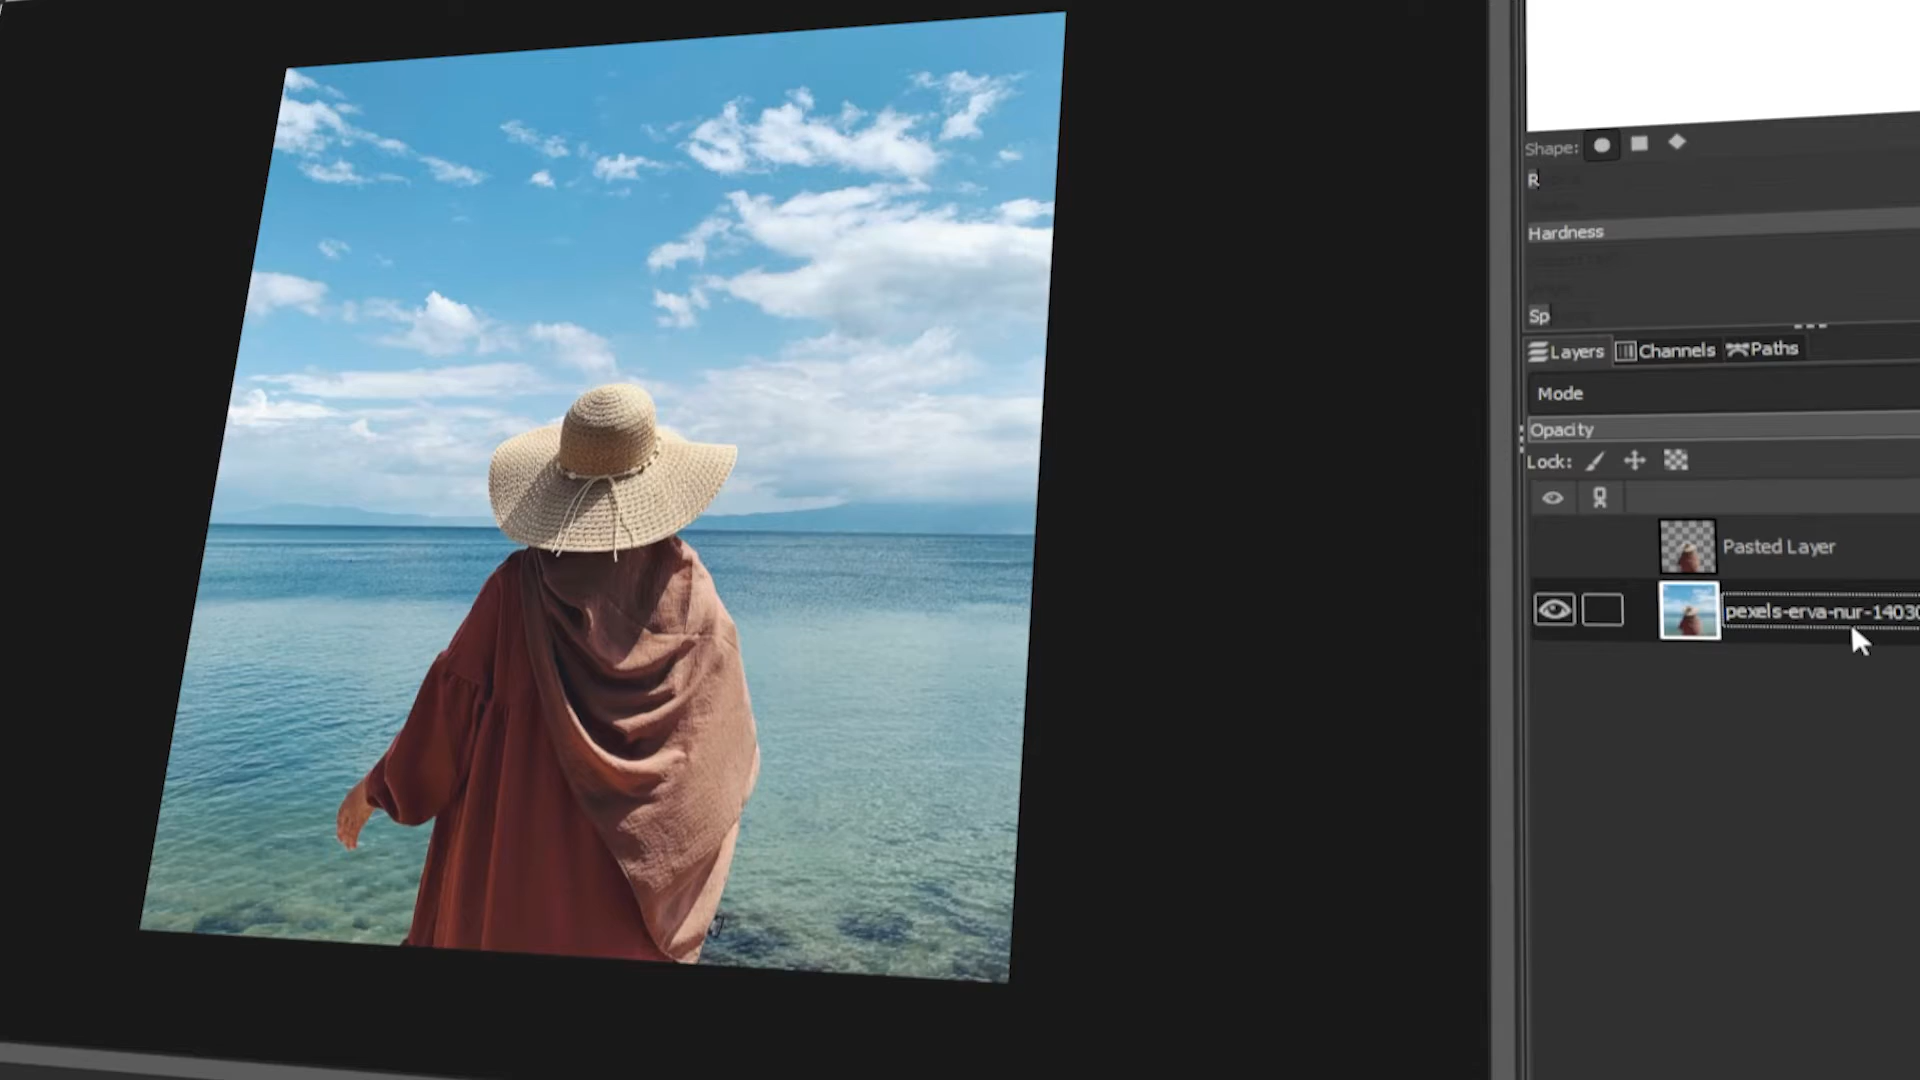 Shape:
R
Hardness
Sp
Layers Channels Paths
Mode
Opacity
Lock:
Pasted Layer
pexels-erva-nur-1403